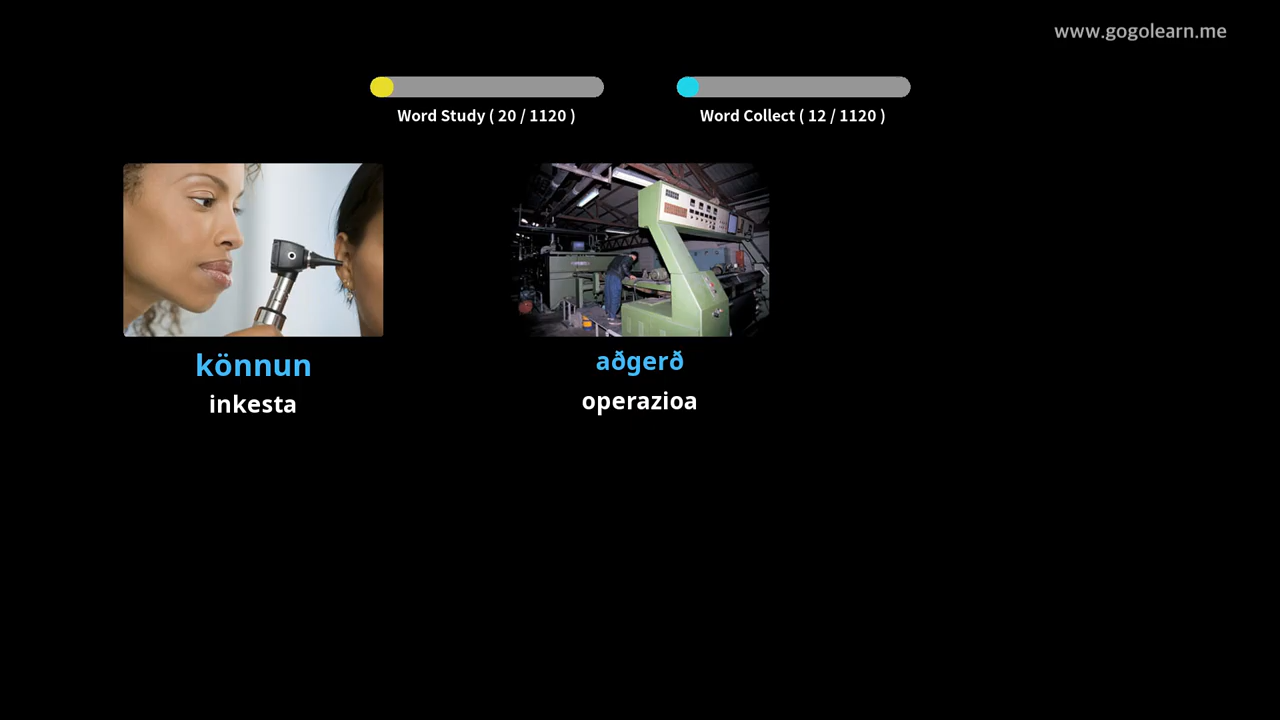 www.gogolearn.me
Word Study ( 20 / 1120 )
Word Collect ( 12 / 1120 )
könnun
inkesta
aðgerð
operazioa